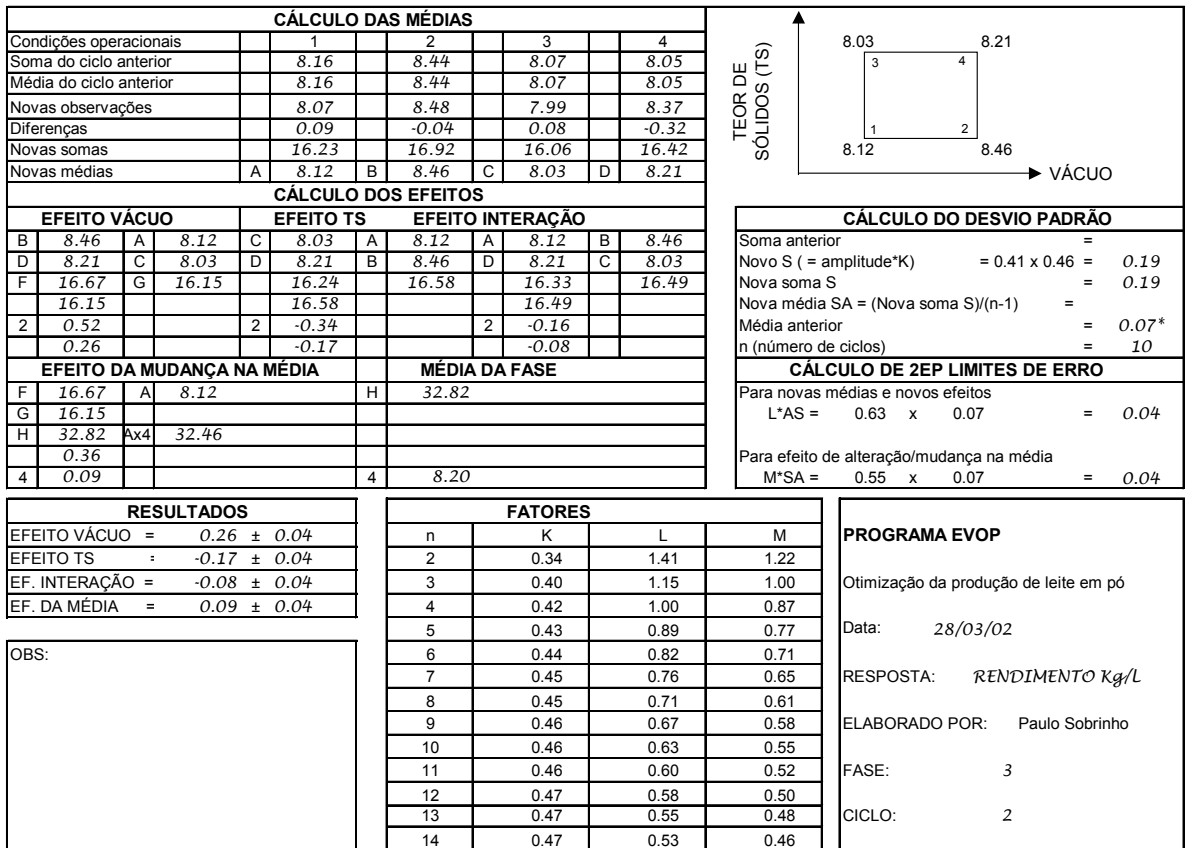 CÁLCULO DAS MÉDIAS
Condições operacionais 1 2 3 4
Soma do ciclo anterior 8.16 8.44 8.07 8.05
Média do ciclo anterior 8.16 8.44 8.07 8.05
Novas observações 8.07 8.48 7.99 8.37
Diferenças 0.09 -0.04 0.08 -0.32
Novas somas 16.23 16.92 16.06 16.42
Novas médias A 8.12 B 8.46 C 8.03 D 8.21
TEOR DE
SÓLIDOS (TS)
8.03 8.21
3 4
1 2
8.12 8.46
VÁCUO
CÁLCULO DOS EFEITOS
EFEITO VÁCUO EFEITO TS EFEITO INTERAÇÃO
B 8.46 A 8.12 C 8.03 A 8.12 A 8.12 B 8.46
D 8.21 C 8.03 D 8.21 B 8.46 D 8.21 C 8.03
F 16.67 G 16.15 16.24 16.58 16.33 16.49
16.15 16.58 16.49
2 0.52 2 -0.34 2 -0.16
0.26 -0.17 -0.08
EFEITO DA MUDANÇA NA MÉDIA MÉDIA DA FASE
F 16.67 A 8.12 H 32.82
G 16.15
H 32.82 Ax4 32.46
0.36
4 0.09 4 8.20
CÁLCULO DO DESVIO PADRÃO
Soma anterior =
Novo S ( = amplitude*K) = 0.41 x 0.46 = 0.19
Nova soma S = 0.19
Nova média SA = (Nova soma S)/(n-1) =
Média anterior = 0.07*
n (número de ciclos) = 10
CÁLCULO DE 2EP LIMITES DE ERRO
Para novas médias e novos efeitos
L*AS = 0.63 x 0.07 = 0.04
Para efeito de alteração/mudança na média
M*SA = 0.55 x 0.07 = 0.04
RESULTADOS
EFEITO VÁCUO = 0.26 ± 0.04
EFEITO TS = -0.17 ± 0.04
EF. INTERAÇÃO = -0.08 ± 0.04
EF. DA MÉDIA = 0.09 ± 0.04
OBS:
FATORES
n K L M
2 0.34 1.41 1.22
3 0.40 1.15 1.00
4 0.42 1.00 0.87
5 0.43 0.89 0.77
6 0.44 0.82 0.71
7 0.45 0.76 0.65
8 0.45 0.71 0.61
9 0.46 0.67 0.58
10 0.46 0.63 0.55
11 0.46 0.60 0.52
12 0.47 0.58 0.50
13 0.47 0.55 0.48
14 0.47 0.53 0.46
PROGRAMA EVOP
Otimização da produção de leite em pó
Data: 28/03/02
RESPOSTA: RENDIMENTO Kg/L
ELABORADO POR: Paulo Sobrinho
FASE: 3
CICLO: 2